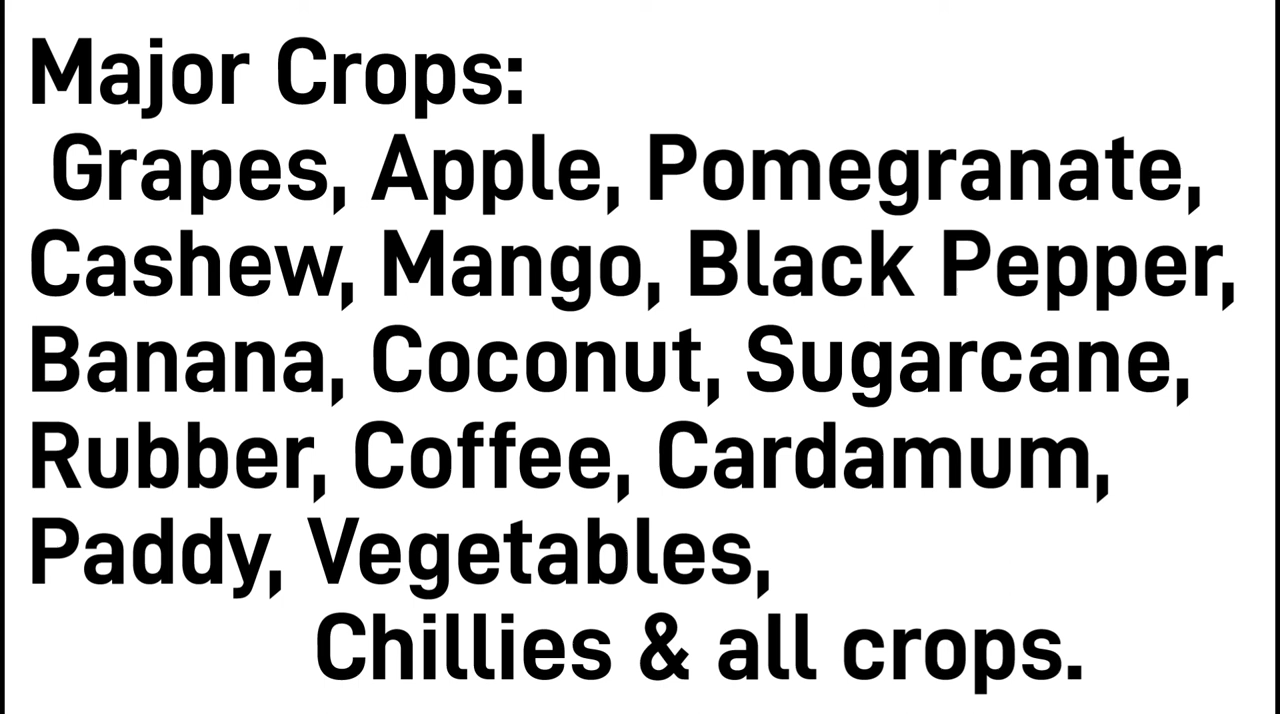 Major Crops:
Grapes, Apple, Pomegranate,
Cashew, Mango, Black Pepper,
Banana, Coconut, Sugarcane,
Rubber, Coffee, Cardamum,
Paddy, Vegetables,
Chillies & all crops.